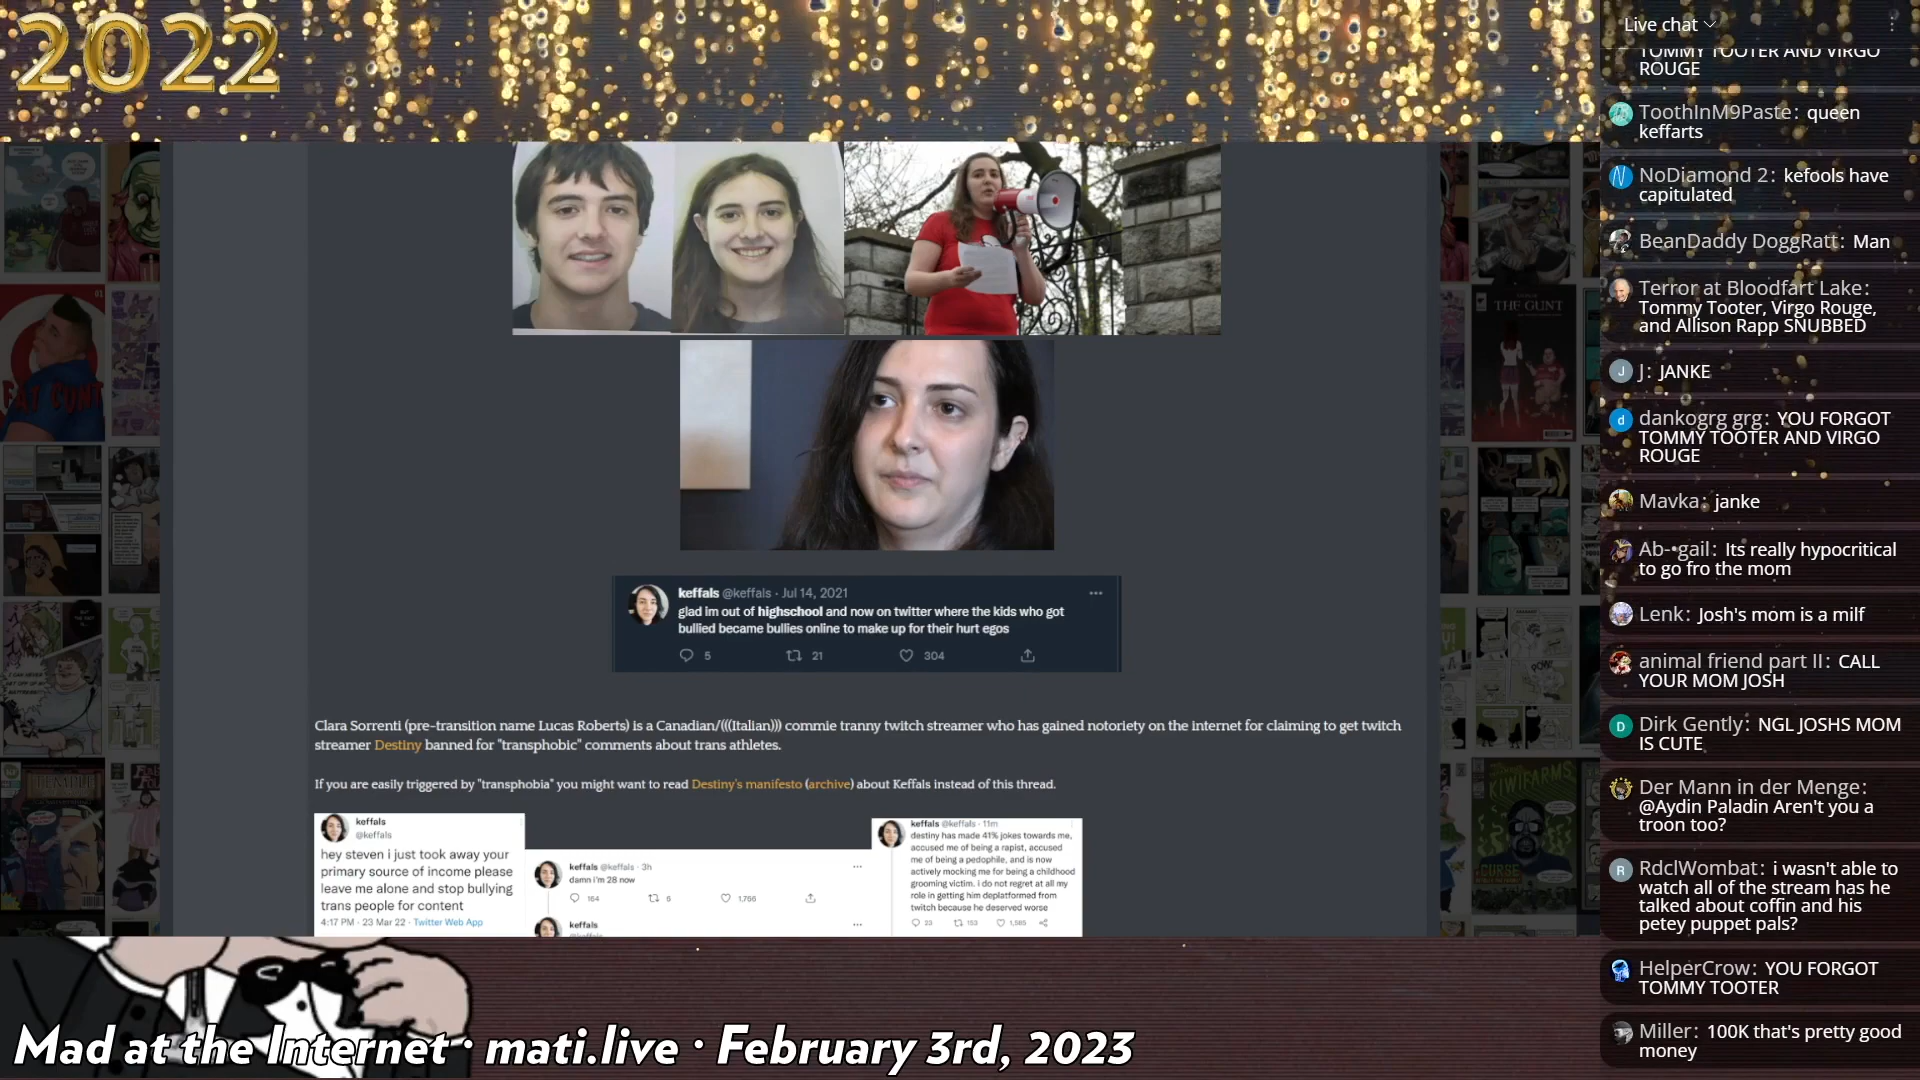 2022
keffals @keffals · Jul 14, 2021
glad im out of highschool and now on twitter where the kids who got
bullied became bullies online to make up for their hurt egos
5 21 304
Clara Sorrenti (pre-transition name Lucas Roberts) is a Canadian/(((Italian))) commie tranny twitch streamer who has gained notoriety on the internet for claiming to get twitch
streamer Destiny banned for "transphobic" comments about trans athletes.
If you are easily triggered by "transphobia" you might want to read Destiny's manifesto (archive) about Keffals instead of this thread.
keffals
@keffals
hey steven i just took away your
primary source of income please
leave me alone and stop bullying
trans people for content
4:17 PM · 23 Mar 22 · Twitter Web App
keffals @keffals · 3h
damn i'm 28 now
164 6 1,766
keffals
keffals @keffals · 11m
destiny has made 41% jokes towards me,
accused me of being a rapist, accused
me of being a pedophile, and is now
actively mocking me for being a childhood
grooming victim. i do not regret at all my
role in getting him deplatformed from
twitch because he deserved worse
23 153 1,585
THE GUNT
FAT CUNT
KIWIFARMS
CURSE
Mad at the Internet · mati.live · February 3rd, 2023
Live chat
TOMMY TOOTER AND VIRGO
ROUGE
ToothInM9Paste: queen
keffarts
NoDiamond 2: kefools have
capitulated
BeanDaddy DoggRatt: Man
Terror at Bloodfart Lake:
Tommy Tooter, Virgo Rouge,
and Allison Rapp SNUBBED
J: JANKE
dankogrg grg: YOU FORGOT
TOMMY TOOTER AND VIRGO
ROUGE
Mavka: janke
Ab-•gail: Its really hypocritical
to go fro the mom
Lenk: Josh's mom is a milf
animal friend part II: CALL
YOUR MOM JOSH
Dirk Gently: NGL JOSHS MOM
IS CUTE
Der Mann in der Menge:
@Aydin Paladin Aren't you a
troon too?
RdclWombat: i wasn't able to
watch all of the stream has he
talked about coffin and his
petey puppet pals?
HelperCrow: YOU FORGOT
TOMMY TOOTER
Miller: 100K that's pretty good
money